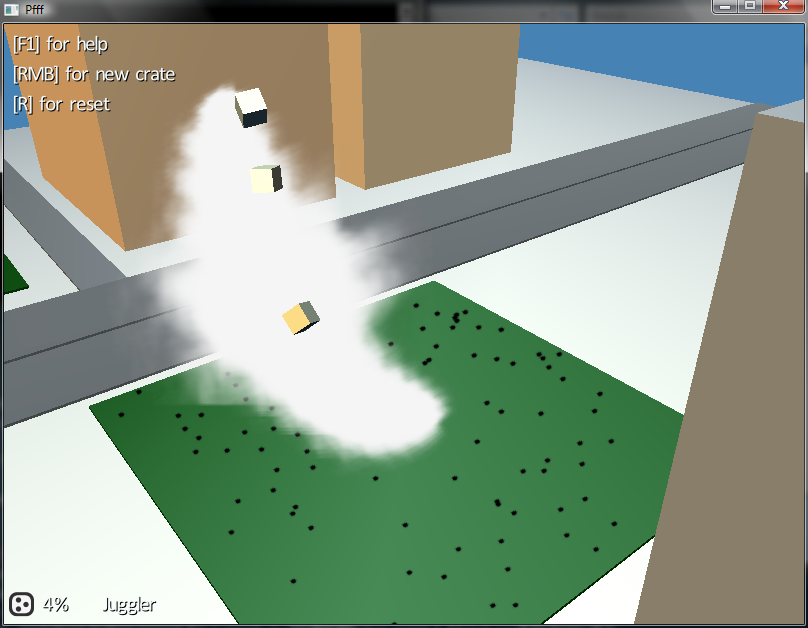 Pfff
[F1] for help
[RMB] for new crate
[R] for reset
4% Juggler